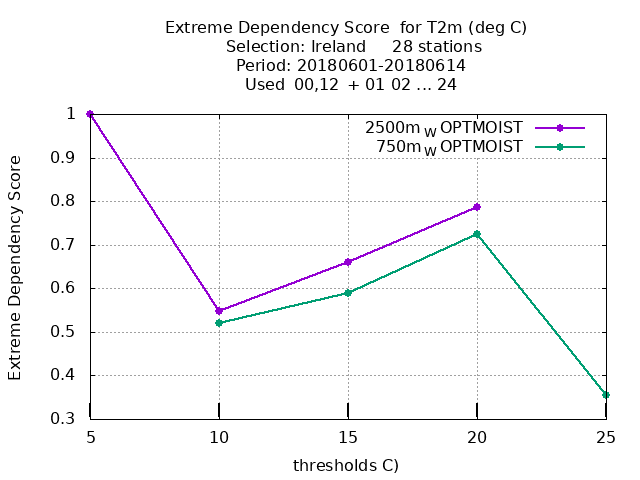 Extreme Dependency Score for T2m (deg C)
Selection: Ireland 28 stations
Period: 20180601-20180614
Used 00,12 + 01 02 ... 24
Extreme Dependency Score
1
0.9
0.8
0.7
0.6
0.5
0.4
0.3
2500m W OPTMOIST
750m W OPTMOIST
5 10 15 20 25
thresholds C)